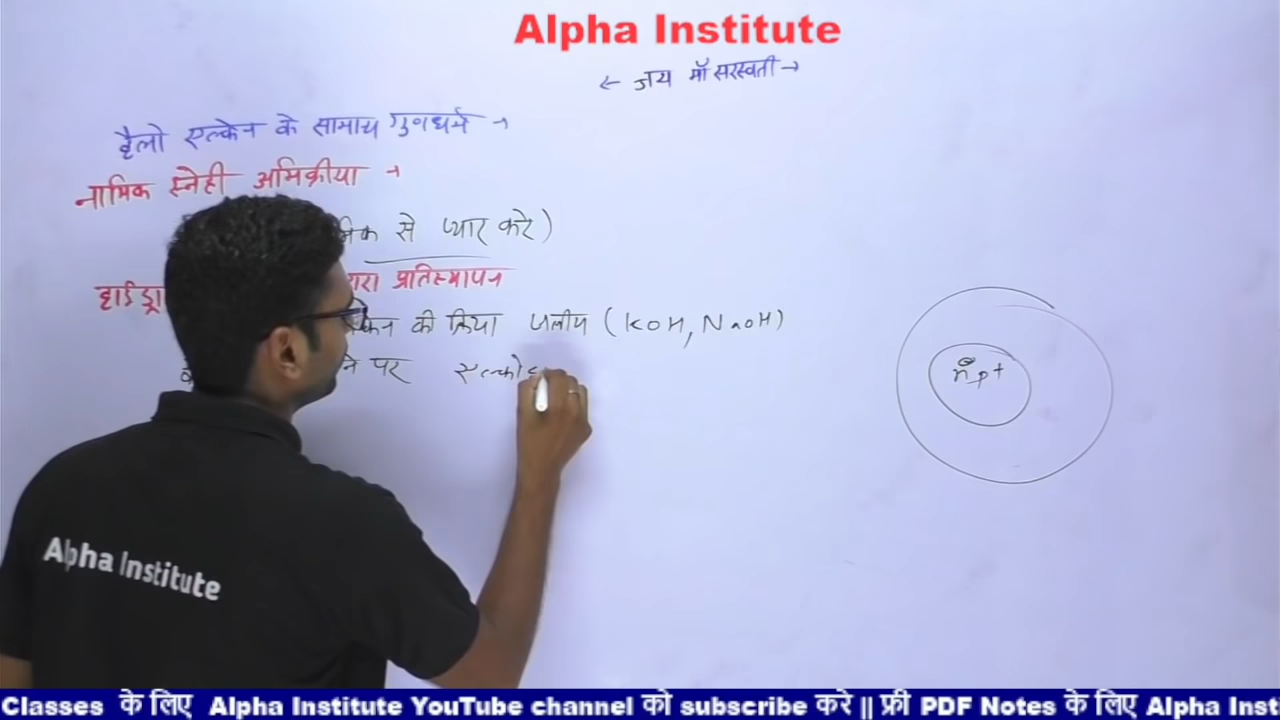 Alpha Institute
← जय माँ सरस्वती →
हैलो एल्केन के सामाय गुणधर्म →
नाभिक स्नेही अभिक्रीया →
से प्यार करे)
हाईड्रा प्रतिस्थापन
की क्रिया जलीय (KOH, NaOH)
पर एल्को
n° p+
Alpha Institute
Classes के लिए Alpha Institute YouTube channel को subscribe करे || फ्री PDF Notes के लिए Alpha Inst